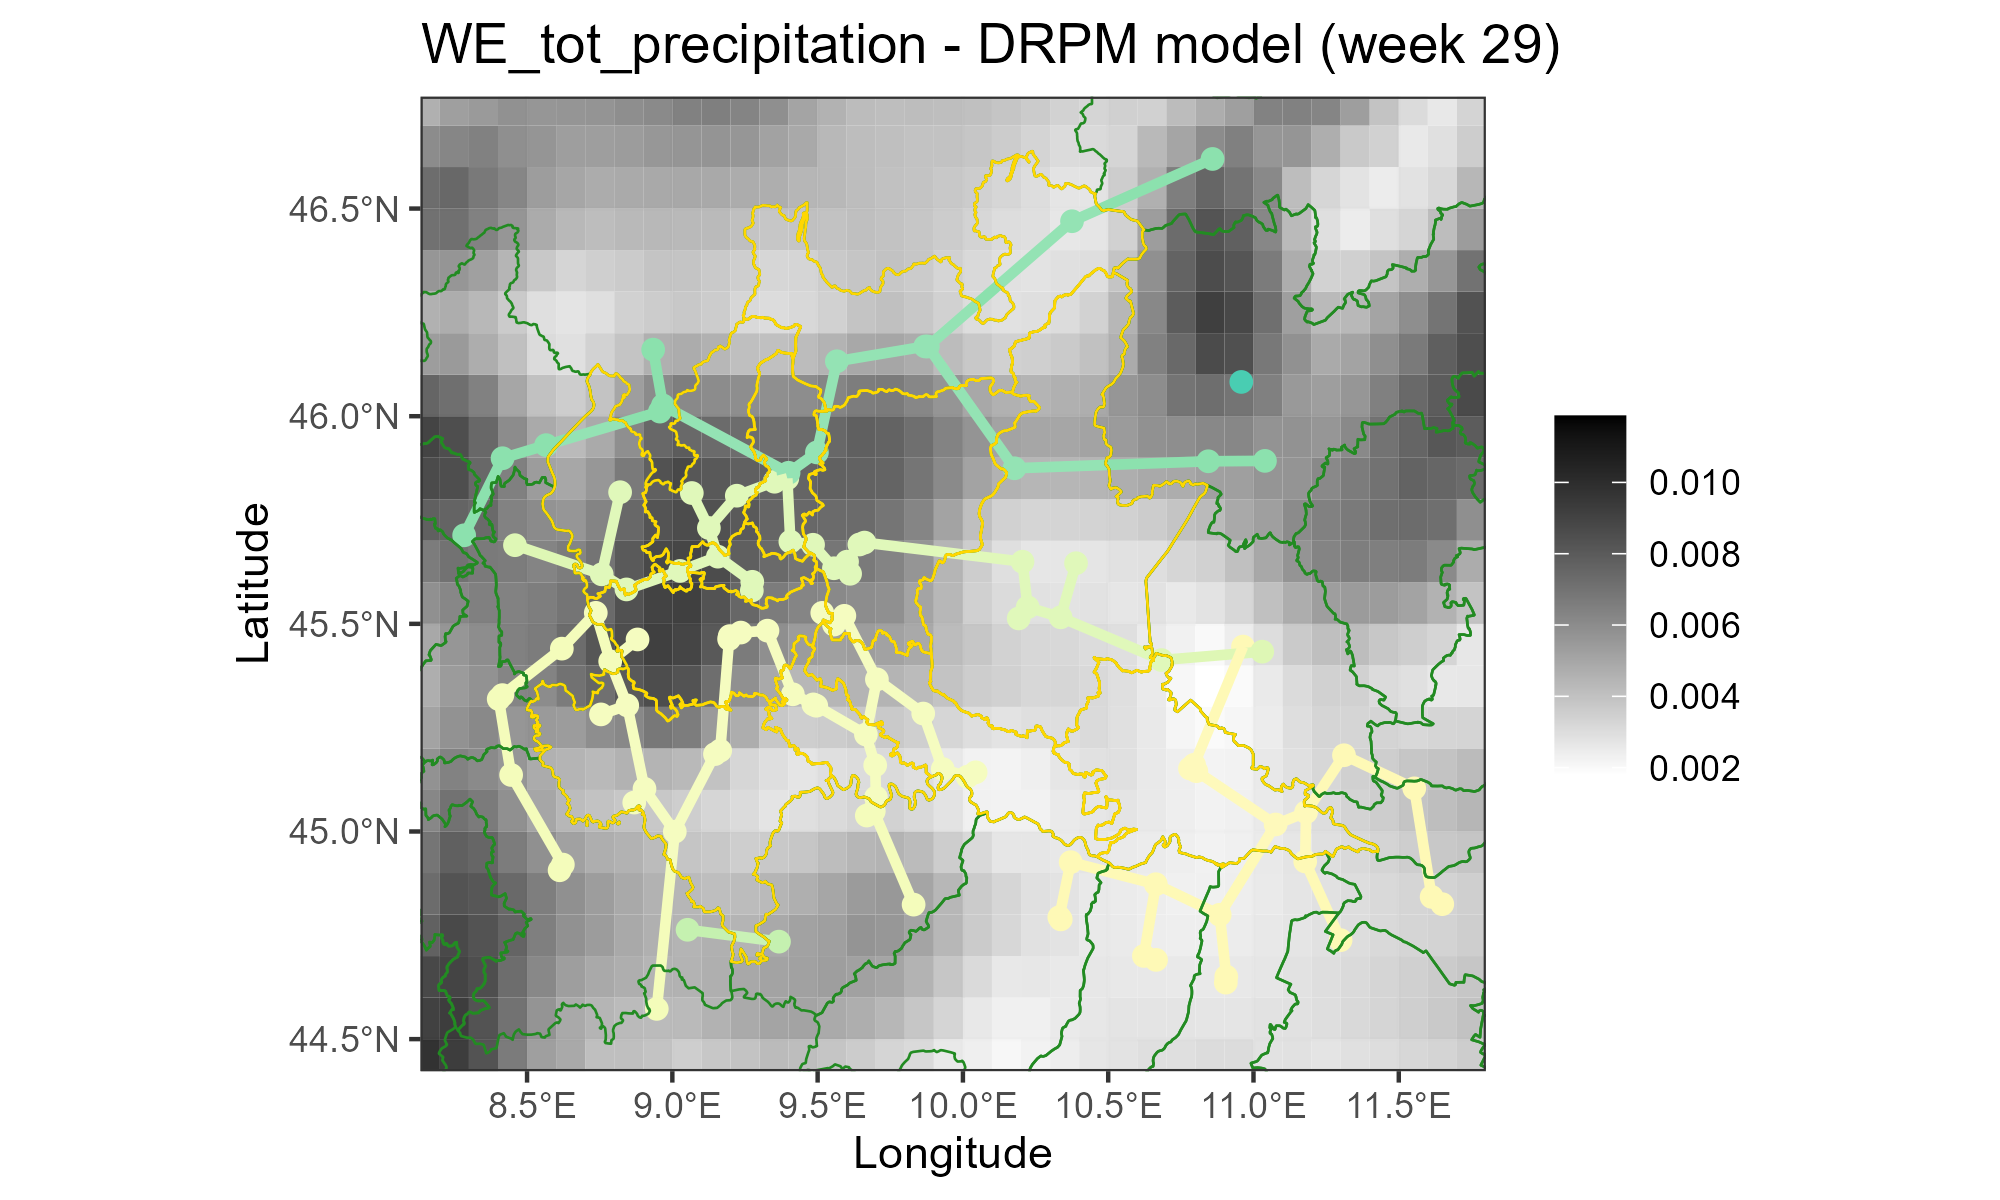 WE_tot_precipitation - DRPM model (week 29)
46.5°N
46.0°N
45.5°N
45.0°N
44.5°N
Latitude
8.5°E 9.0°E 9.5°E 10.0°E 10.5°E 11.0°E 11.5°E
Longitude
0.010
0.008
0.006
0.004
0.002